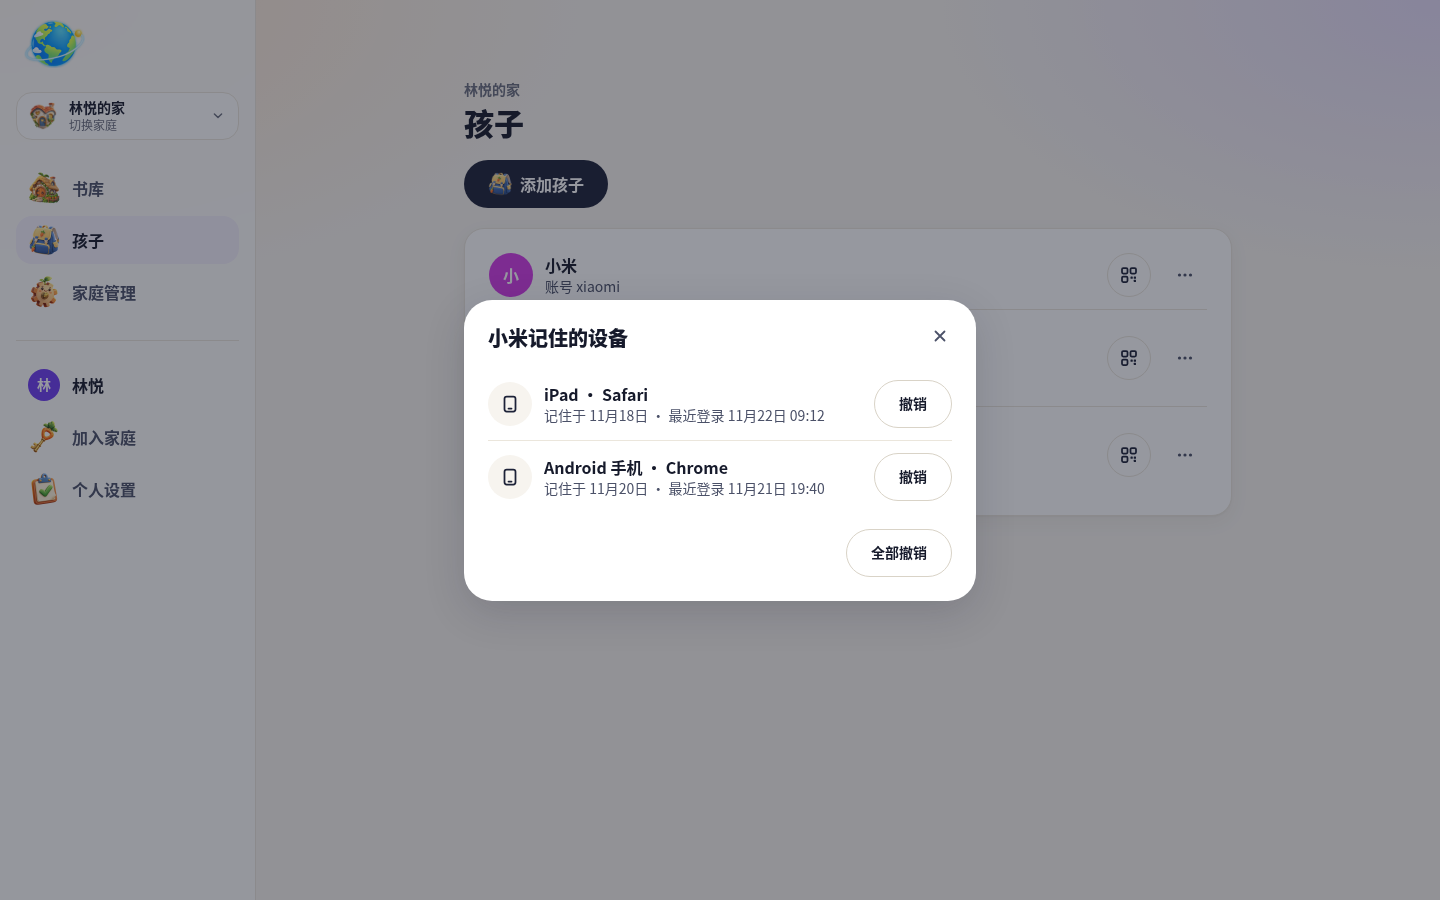 林悦的家
切换家庭
书库
孩子
家庭管理
林
林悦
加入家庭
个人设置
林悦的家
孩子
添加孩子
小
小米
账号 xiaomi
小米记住的设备
iPad · Safari
记住于 11月18日 · 最近登录 11月22日 09:12
撤销
Android 手机 · Chrome
记住于 11月20日 · 最近登录 11月21日 19:40
撤销
全部撤销